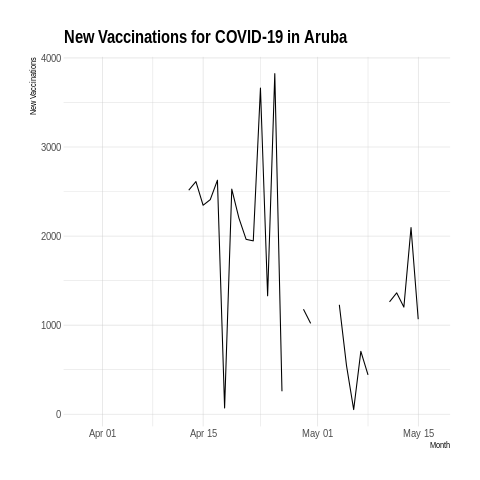 New Vaccinations for COVID-19 in Aruba
New Vaccinations
4000
3000
2000
1000
0
Apr 01
Apr 15
May 01
May 15
Month